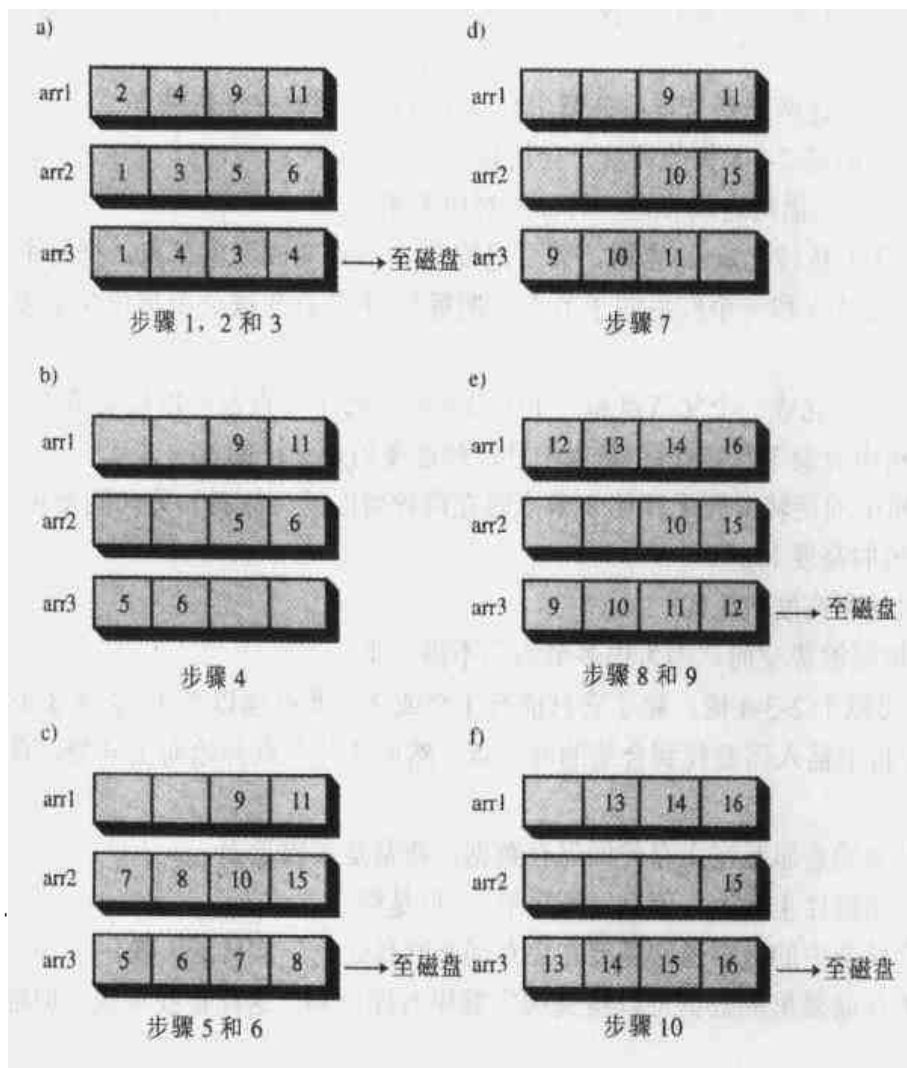 a)
arr1 2 4 9 11
arr2 1 3 5 6
arr3 1 4 3 4 → 至磁盘
步骤 1，2 和 3
b)
arr1 9 11
arr2 5 6
arr3 5 6
步骤 4
c)
arr1 9 11
arr2 7 8 10 15
arr3 5 6 7 8 → 至磁盘
步骤 5 和 6
d)
arr1 9 11
arr2 10 15
arr3 9 10 11
步骤 7
e)
arr1 12 13 14 16
arr2 10 15
arr3 9 10 11 12 → 至磁盘
步骤 8 和 9
f)
arr1 13 14 16
arr2 15
arr3 13 14 15 16 → 至磁盘
步骤 10